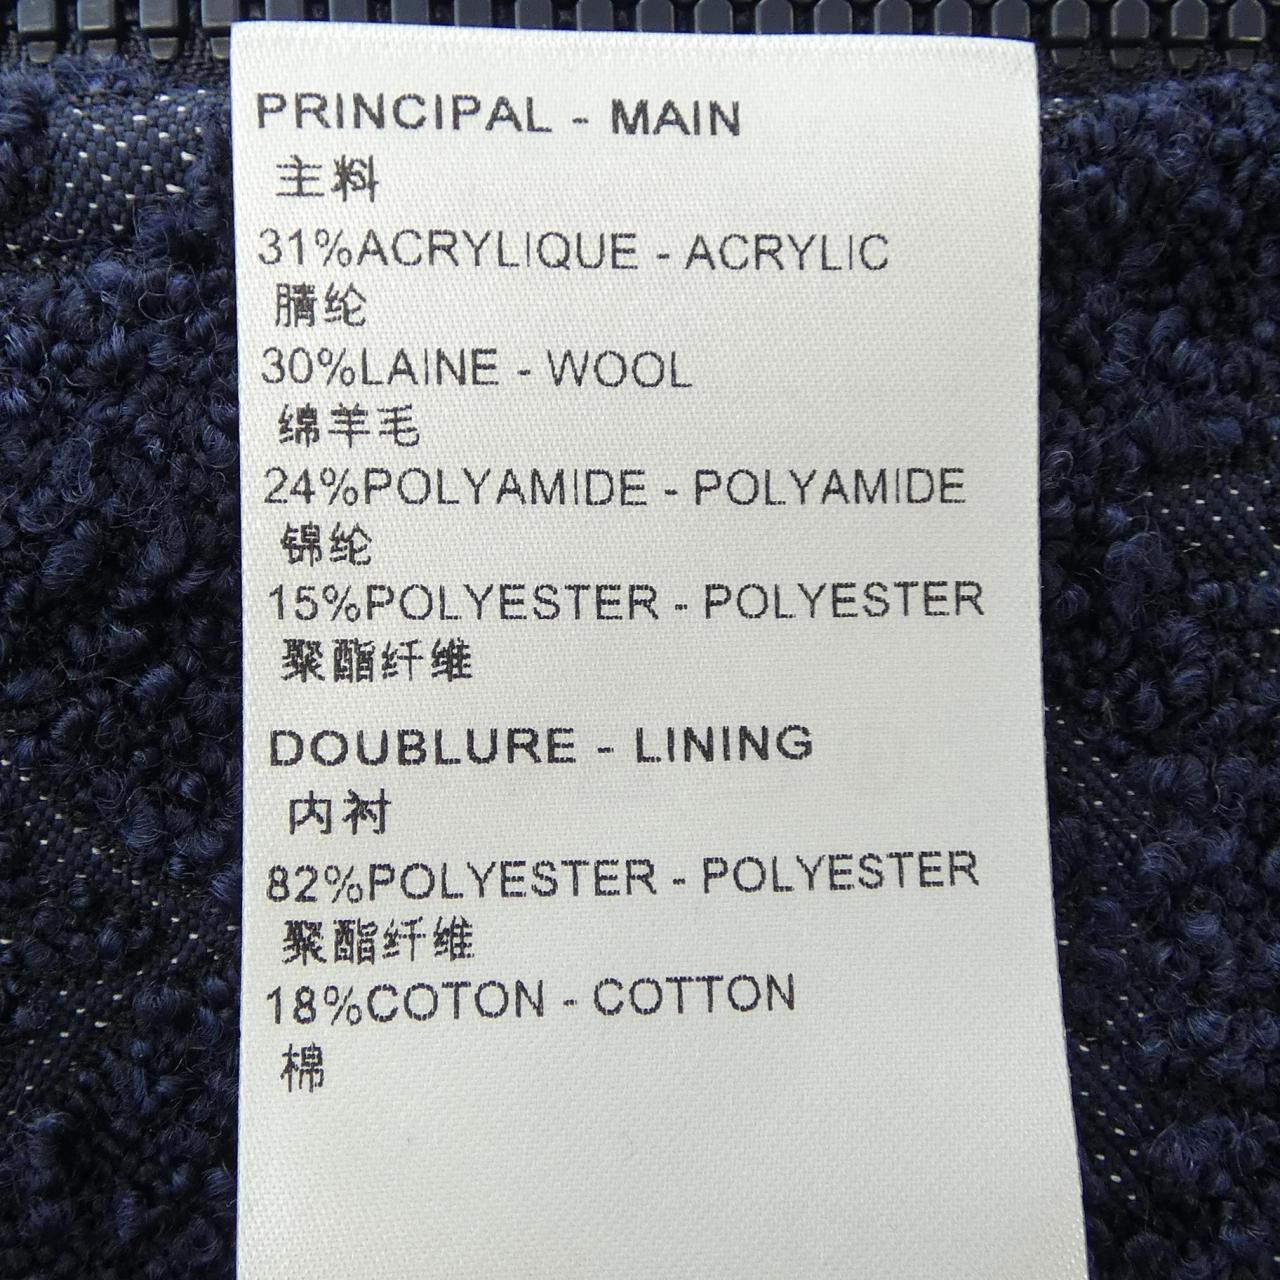 PRINCIPAL - MAIN
主料
31%ACRYLIQUE - ACRYLIC
腈纶
30%LAINE - WOOL
绵羊毛
24%POLYAMIDE - POLYAMIDE
锦纶
15%POLYESTER - POLYESTER
聚酯纤维
DOUBLURE - LINING
内衬
82%POLYESTER - POLYESTER
聚酯纤维
18%COTON - COTTON
棉